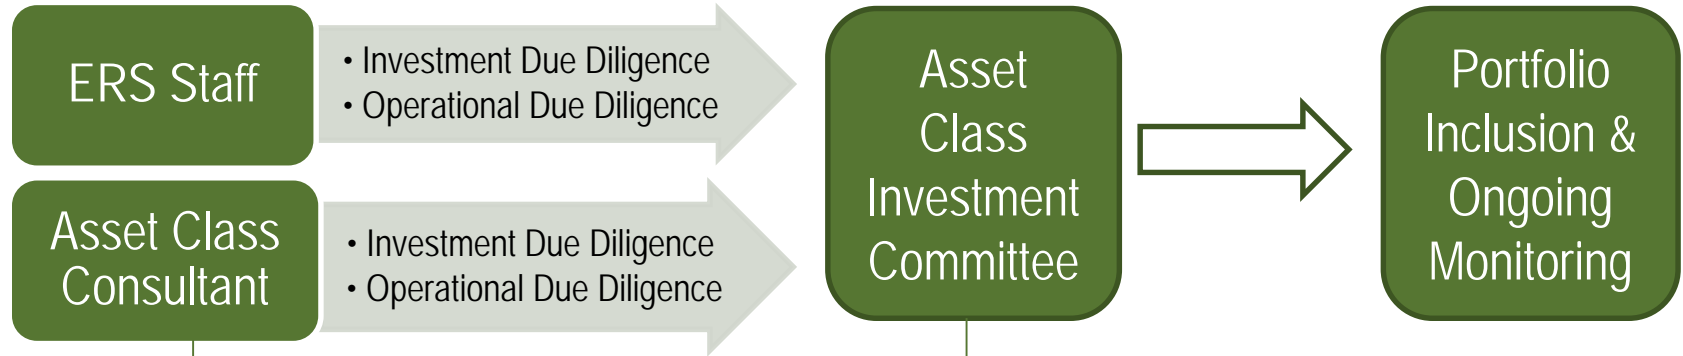 ERS Staff
• Investment Due Diligence
• Operational Due Diligence
Asset Class
Consultant
• Investment Due Diligence
• Operational Due Diligence
Asset
Class
Investment
Committee
Portfolio
Inclusion &
Ongoing
Monitoring